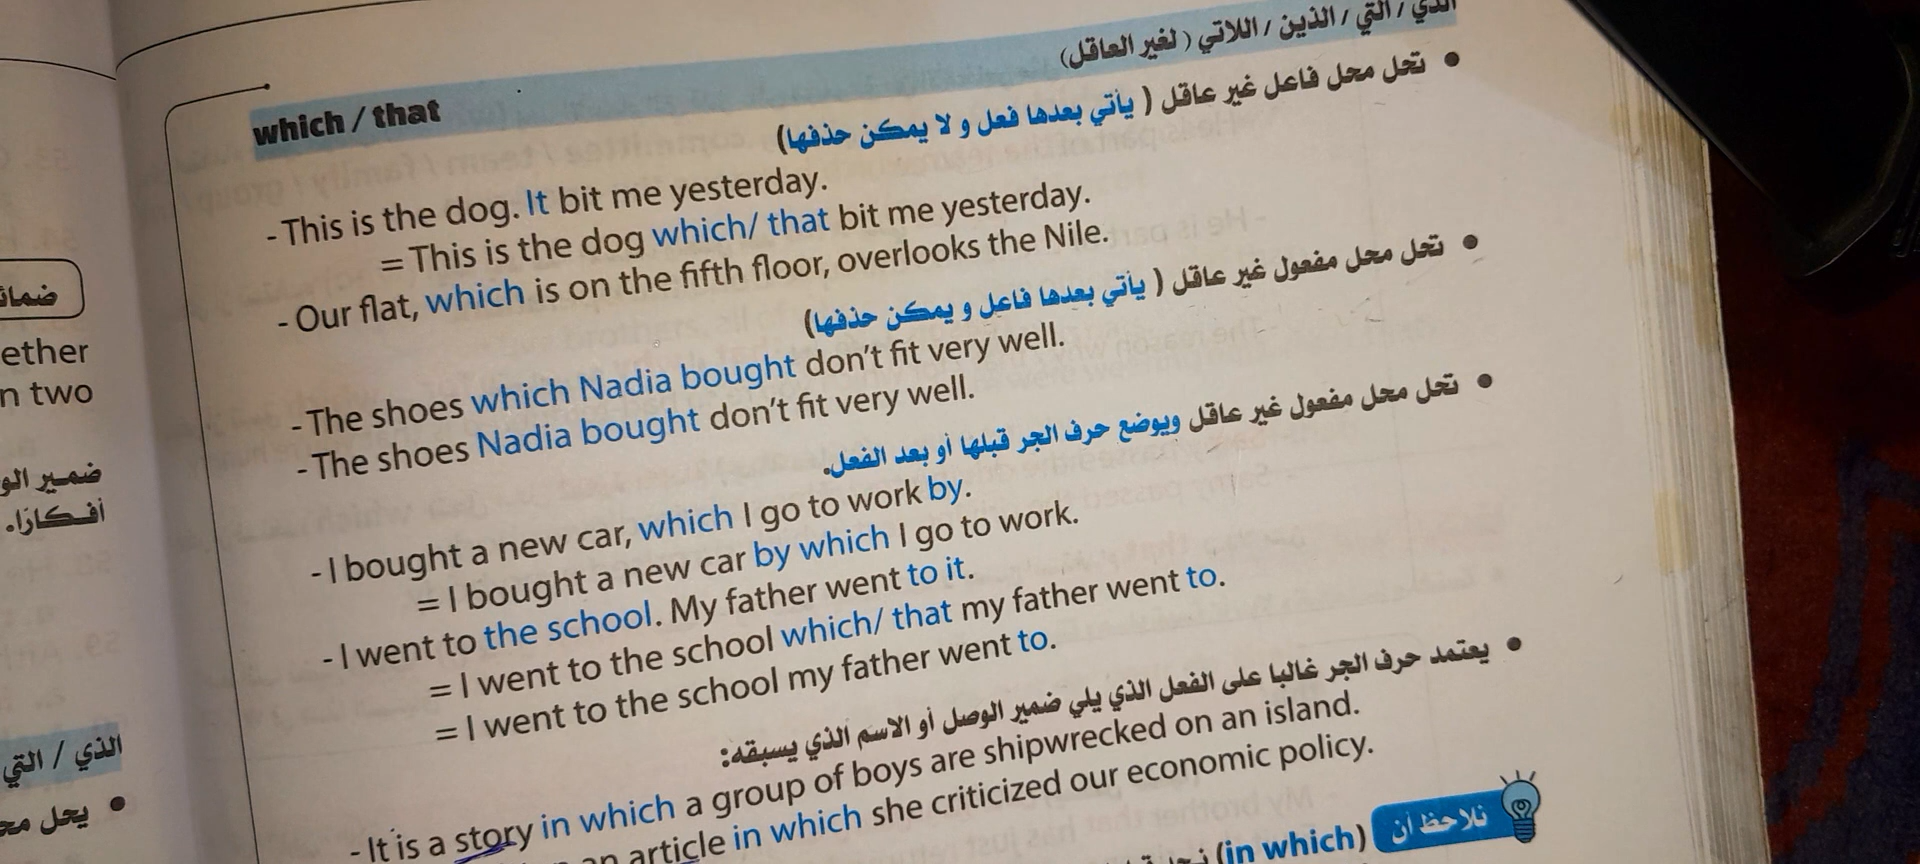 which / that
الذي / التي / الذين / اللاتي ( لغير العاقل)
• تحل محل فاعل غير عاقل ( يأتي بعدها فعل و لا يمكن حذفها)
- This is the dog. It bit me yesterday.
= This is the dog which/ that bit me yesterday.
- Our flat, which is on the fifth floor, overlooks the Nile.
• تحل محل مفعول غير عاقل ( يأتي بعدها فاعل و يمكن حذفها)
- The shoes which Nadia bought don't fit very well.
- The shoes Nadia bought don't fit very well.
• تحل محل مفعول غير عاقل ويوضع حرف الجر قبلها أو بعد الفعل.
- I bought a new car, which I go to work by.
= I bought a new car by which I go to work.
- I went to the school. My father went to it.
= I went to the school which/ that my father went to.
= I went to the school my father went to.
• يعتمد حرف الجر غالبا على الفعل الذي يلي ضمير الوصل أو الاسم الذي يسبقه:
- It is a story in which a group of boys are shipwrecked on an island.
an article in which she criticized our economic policy.
نلاحظ أن (in which)
ether
n two
ضمير الو
أفكارًا.
الذي / التي
• يحل مح